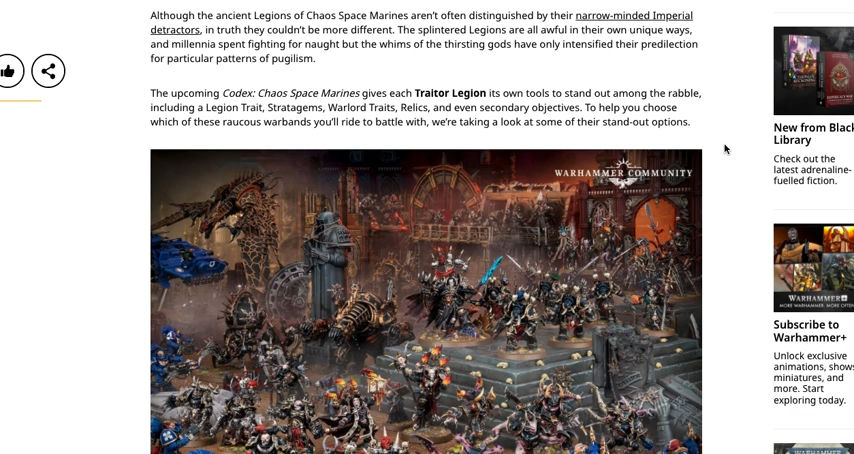 Although the ancient Legions of Chaos Space Marines aren’t often distinguished by their narrow-minded Imperial
detractors, in truth they couldn’t be more different. The splintered Legions are all awful in their own unique ways,
and millennia spent fighting for naught but the whims of the thirsting gods have only intensified their predilection
for particular patterns of pugilism.
The upcoming Codex: Chaos Space Marines gives each Traitor Legion its own tools to stand out among the rabble,
including a Legion Trait, Stratagems, Warlord Traits, Relics, and even secondary objectives. To help you choose
which of these raucous warbands you’ll ride to battle with, we’re taking a look at some of their stand-out options.
WARHAMMER COMMUNITY
New from Black
Library
Check out the
latest adrenaline-
fuelled fiction.
WARHAMMER+
MORE WARHAMMER. MORE OFTEN.
Subscribe to
Warhammer+
Unlock exclusive
animations, shows
miniatures, and
more. Start
exploring today.